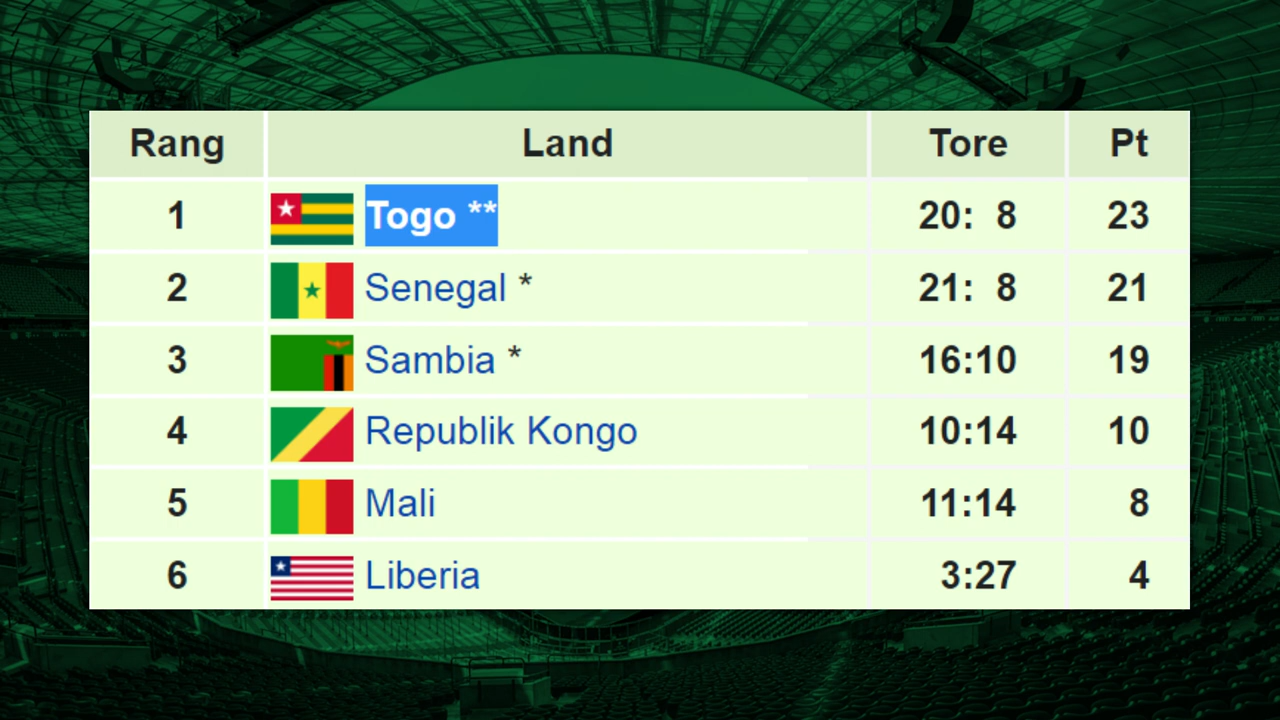 Rang Land Tore Pt
1 Togo ** 20: 8 23
2 Senegal * 21: 8 21
3 Sambia * 16:10 19
4 Republik Kongo 10:14 10
5 Mali 11:14 8
6 Liberia 3:27 4